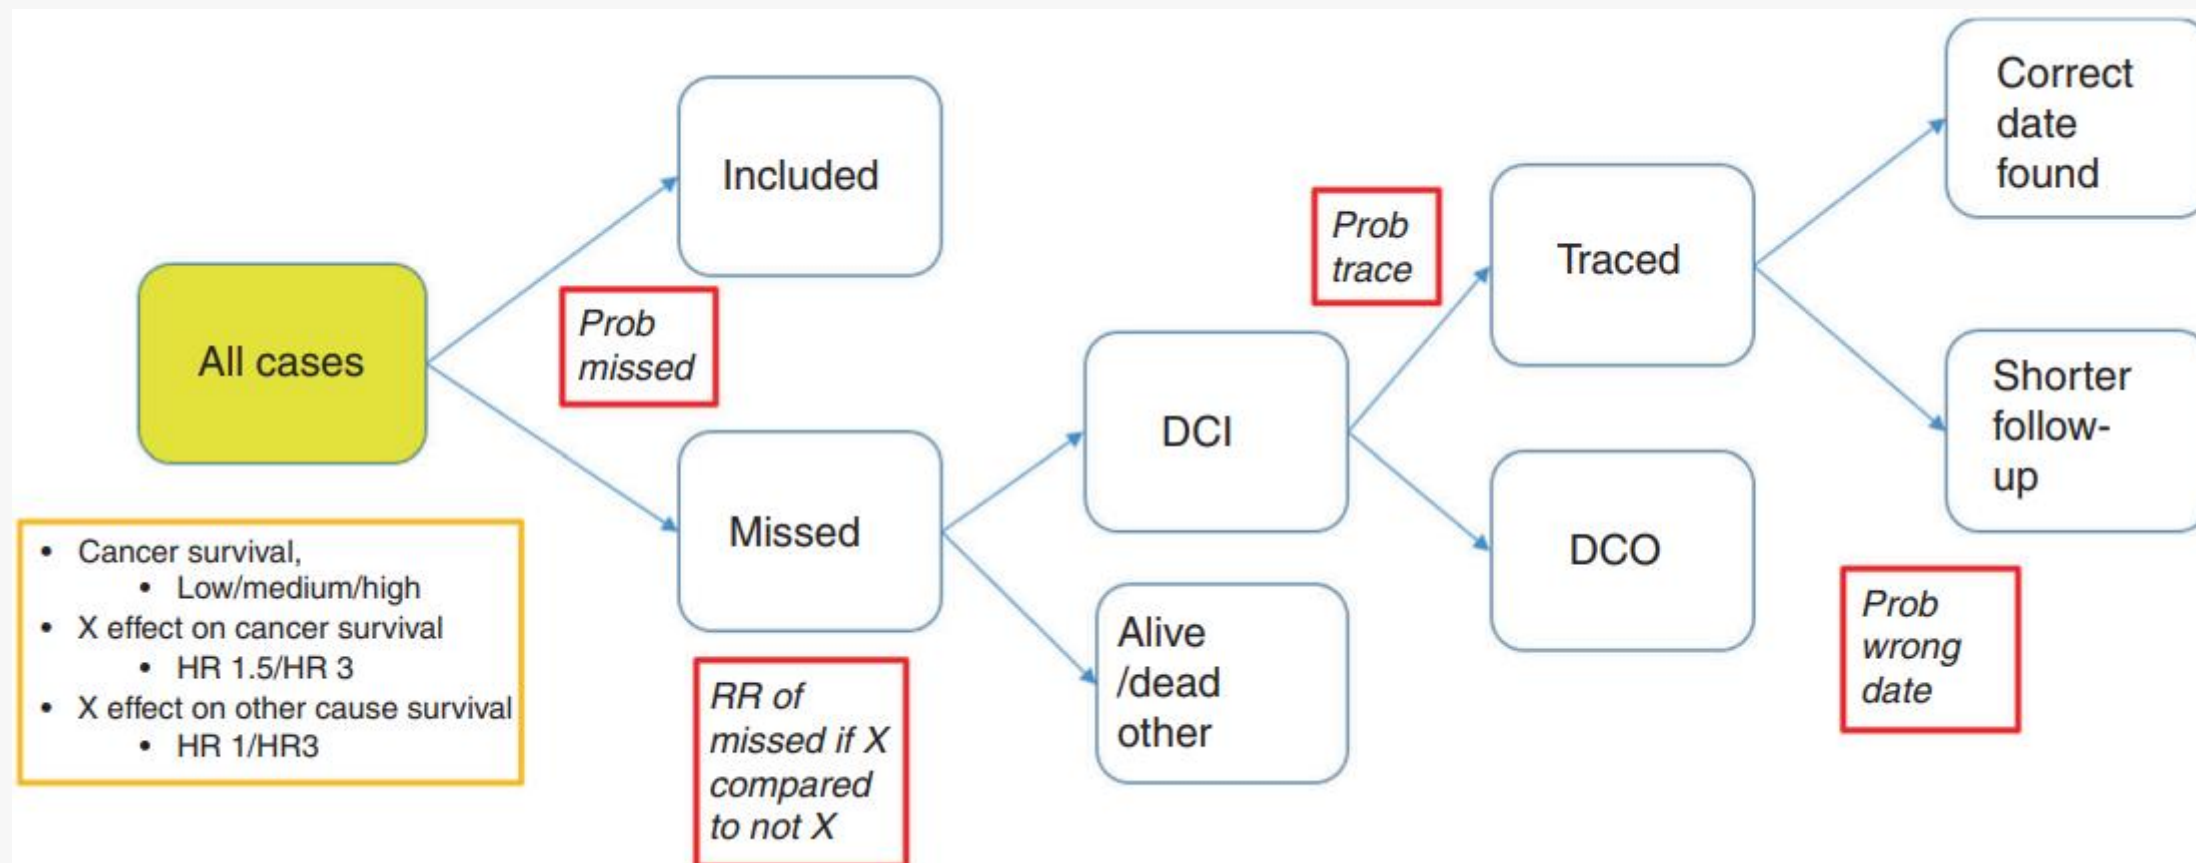 All cases
• Cancer survival,
• Low/medium/high
• X effect on cancer survival
• HR 1.5/HR 3
• X effect on other cause survival
• HR 1/HR3
Included
Prob
missed
Missed
RR of
missed if X
compared
to not X
DCI
Alive
/dead
other
Prob
trace
Traced
DCO
Correct
date
found
Shorter
follow-
up
Prob
wrong
date